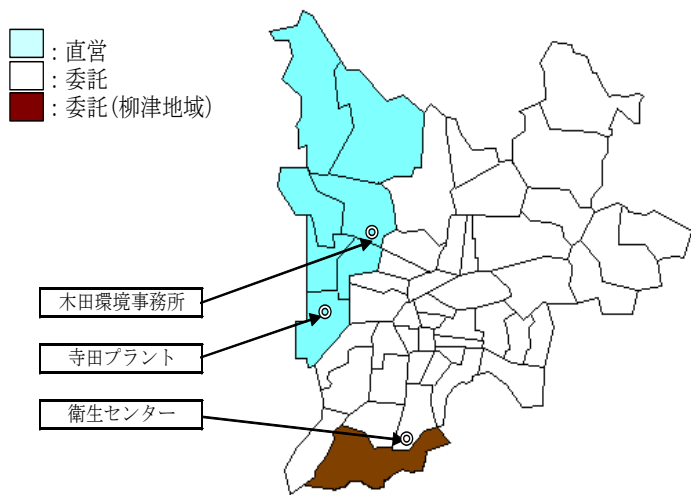 ：直営
：委託
：委託(柳津地域)
木田環境事務所
寺田プラント
衛生センター